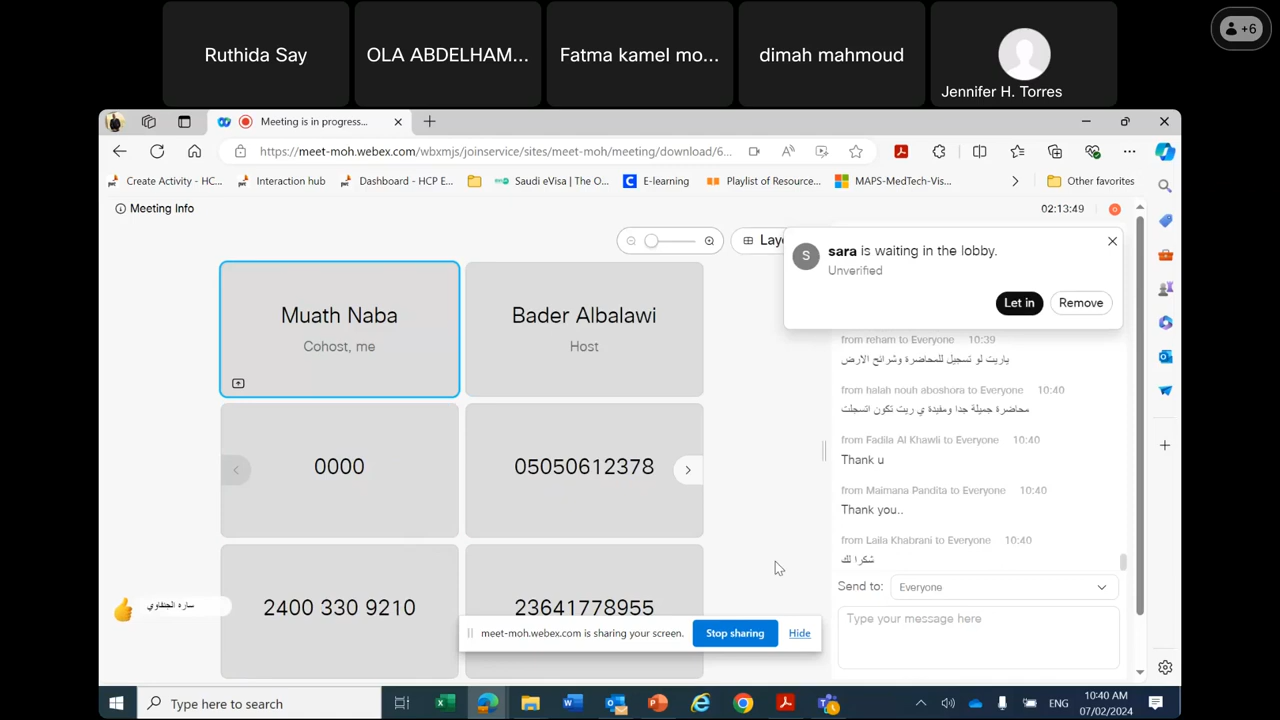 Ruthida Say
OLA ABDELHAM...
Fatma kamel mo...
dimah mahmoud
Jennifer H. Torres
+6
Meeting is in progress...
https://meet-moh.webex.com/wbxmjs/joinservice/sites/meet-moh/meeting/download/6...
Create Activity - HC...
Interaction hub
Dashboard - HCP E...
Saudi eVisa | The O...
E-learning
Playlist of Resource...
MAPS-MedTech-Vis...
Other favorites
Meeting Info
02:13:49
Lay
S
sara is waiting in the lobby.
Unverified
Let in
Remove
Muath Naba
Cohost, me
Bader Albalawi
Host
0000
05050612378
2400 330 9210
23641778955
ساره الجنفاوي
from reham to Everyone 10:39
ياريت لو تسجيل للمحاضرة وشرائح الارض
from halah nouh aboshora to Everyone 10:40
محاضرة جميلة جدا ومفيدة ي ريت تكون اتسجلت
from Fadila Al Khawli to Everyone 10:40
Thank u
from Maimana Pandita to Everyone 10:40
Thank you..
from Laila Khabrani to Everyone 10:40
شكرا لك
Send to: Everyone
Type your message here
meet-moh.webex.com is sharing your screen.
Stop sharing
Hide
Type here to search
ENG
10:40 AM
07/02/2024